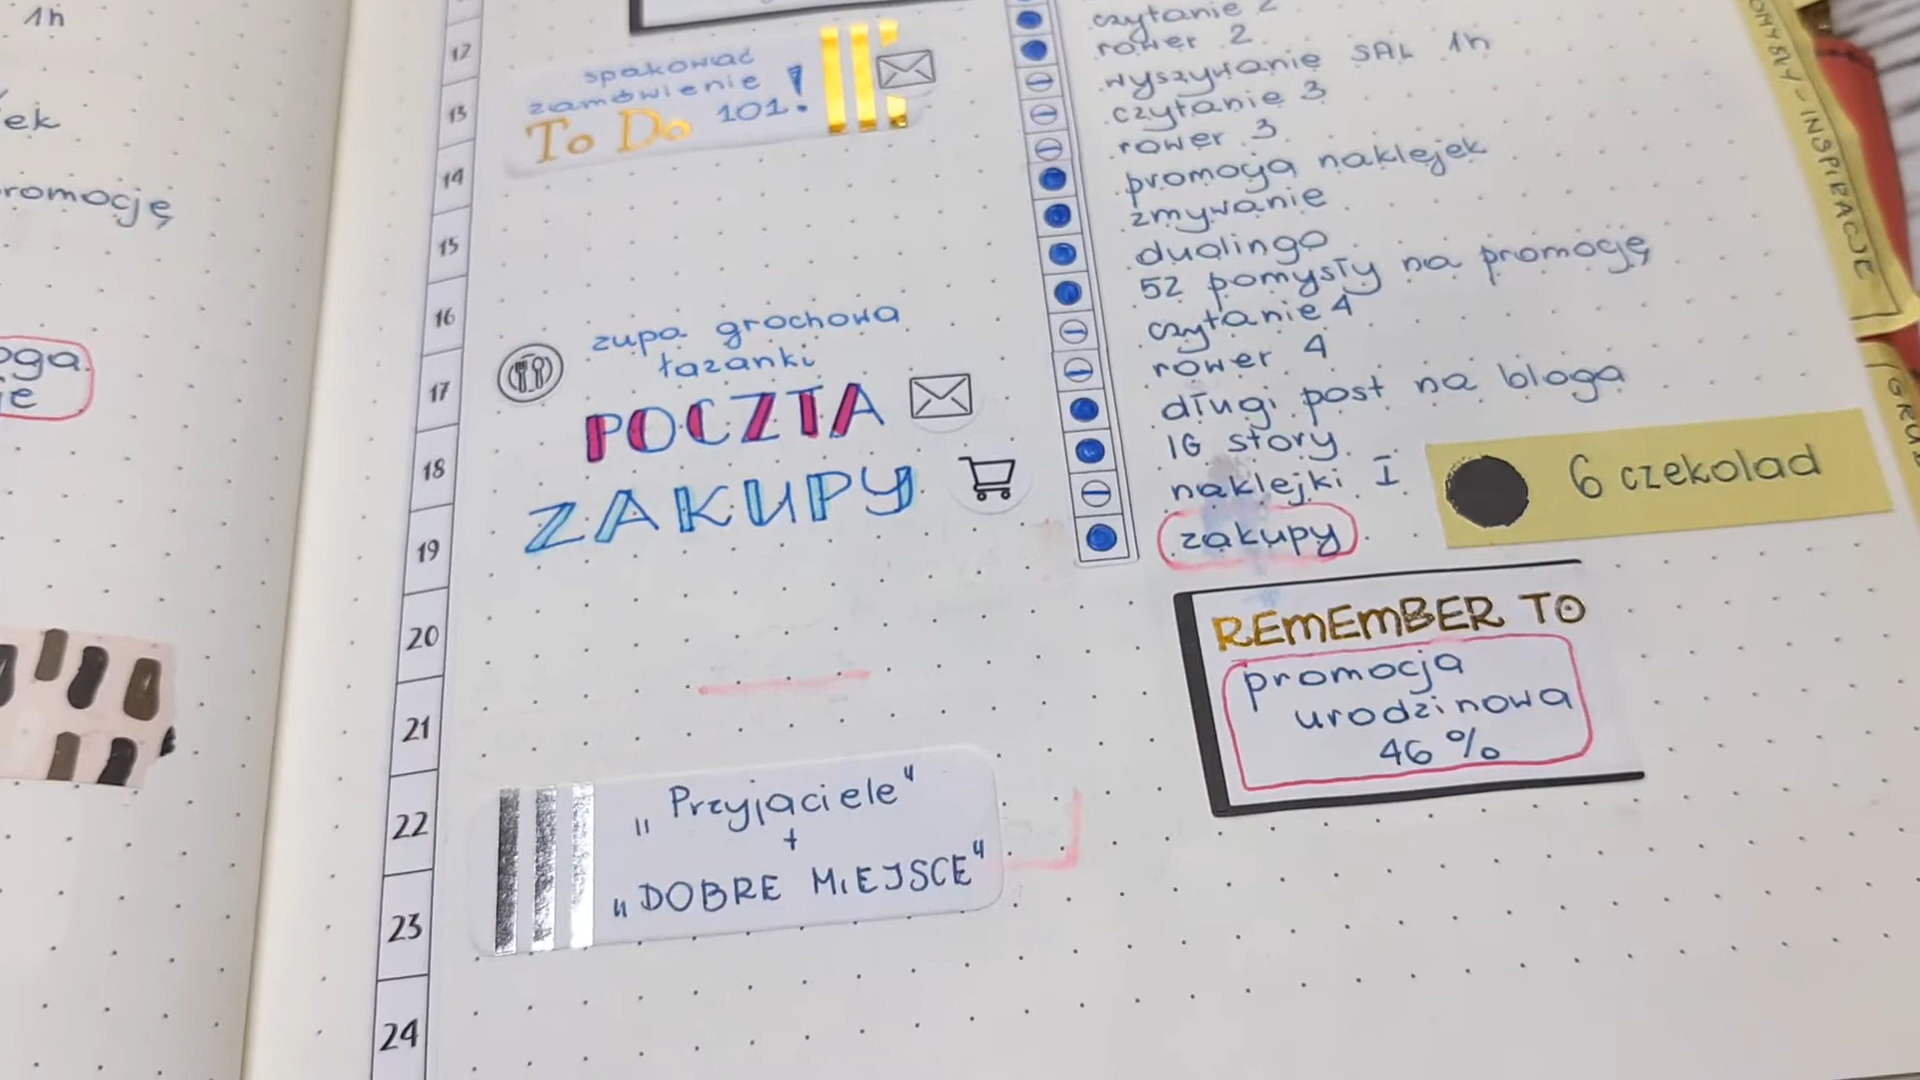 1h
ek
romocję
oga
ie
12
13
14
15
16
17
18
19
20
21
22
23
24
spakować
zamówienie
To Do 101!
zupa grochowa
łazanki
POCZTA
ZAKUPY
„Przyjaciele"
+
„DOBRE MIEJSCE"
czytanie 2
rower 2
wyszywanie SAL 1h
czytanie 3
rower 3
promocja naklejek
zmywanie
duolingo
52 pomysły na promocję
czytanie 4
rower 4
długi post na bloga
IG story
naklejki I
zakupy
6 czekolad
REMEMBER TO
promocja
urodzinowa
46%
INSPIRACJE